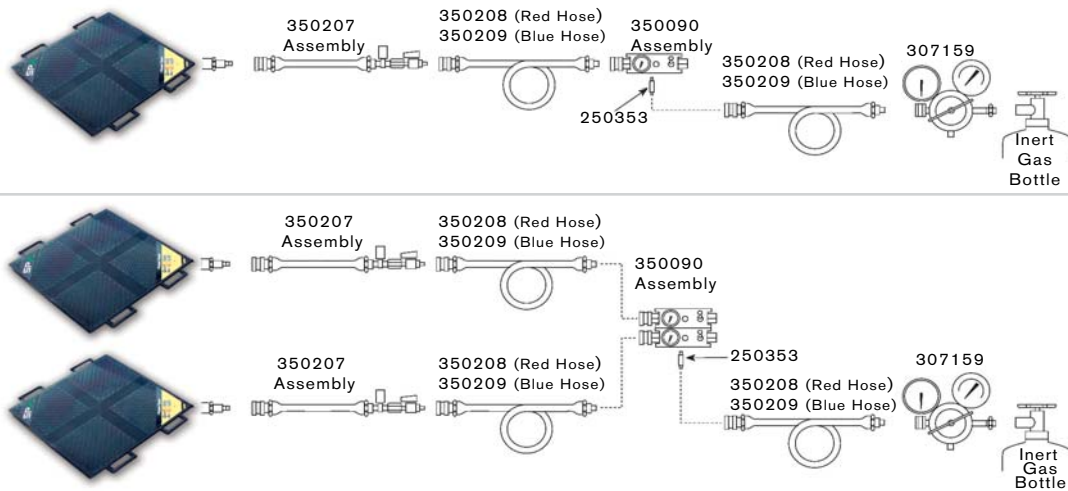 350207
Assembly
350208 (Red Hose)
350209 (Blue Hose)
350090
Assembly
250353
350208 (Red Hose)
350209 (Blue Hose)
307159
Inert
Gas
Bottle
350207
Assembly
350208 (Red Hose)
350209 (Blue Hose)
350090
Assembly
350207
Assembly
350208 (Red Hose)
350209 (Blue Hose)
250353
350208 (Red Hose)
350209 (Blue Hose)
307159
Inert
Gas
Bottle